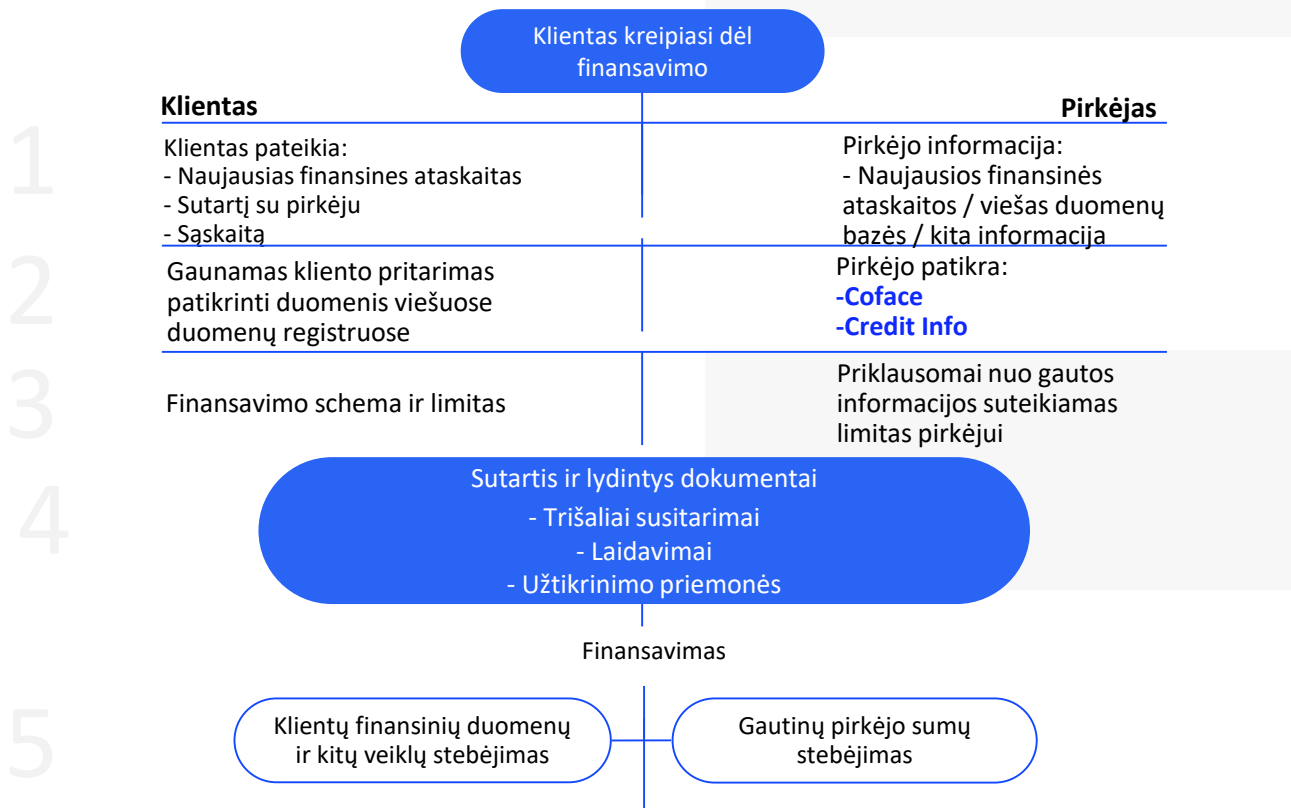 Klientas kreipiasi dėl
finansavimo
Klientas
Pirkėjas
1
Klientas pateikia:
- Naujausias finansines ataskaitas
- Sutartį su pirkėju
- Sąskaitą
Pirkėjo informacija:
- Naujausios finansinės
ataskaitos / viešas duomenų
bazės / kita informacija
2
Gaunamas kliento pritarimas
patikrinti duomenis viešuose
duomenų registruose
Pirkėjo patikra:
-Coface
-Credit Info
3
Finansavimo schema ir limitas
Priklausomai nuo gautos
informacijos suteikiamas
limitas pirkėjui
4
Sutartis ir lydintys dokumentai
- Trišaliai susitarimai
- Laidavimai
- Užtikrinimo priemonės
Finansavimas
5
Klientų finansinių duomenų
ir kitų veiklų stebėjimas
Gautinų pirkėjo sumų
stebėjimas